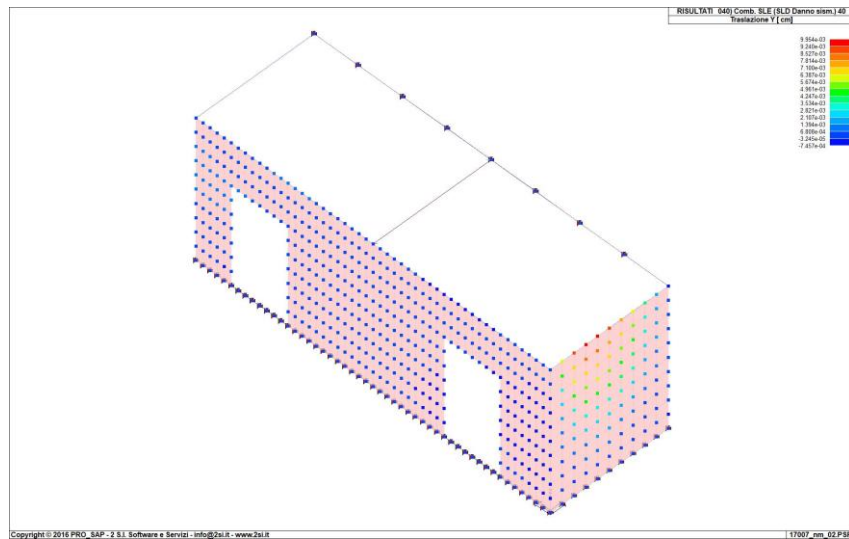 RISULTATI 040) Comb. SLE (SLD Danno sism.) 40
Traslazione Y [ cm]
9.954e-03
9.240e-03
8.527e-03
7.814e-03
7.100e-03
6.387e-03
5.674e-03
4.961e-03
4.247e-03
3.534e-03
2.821e-03
2.107e-03
1.394e-03
6.808e-04
-3.245e-05
-7.457e-04
Copyright © 2016 PRO_SAP - 2 S.I. Software e Servizi - info@2si.it - www.2si.it
17007_nm_02.PSP